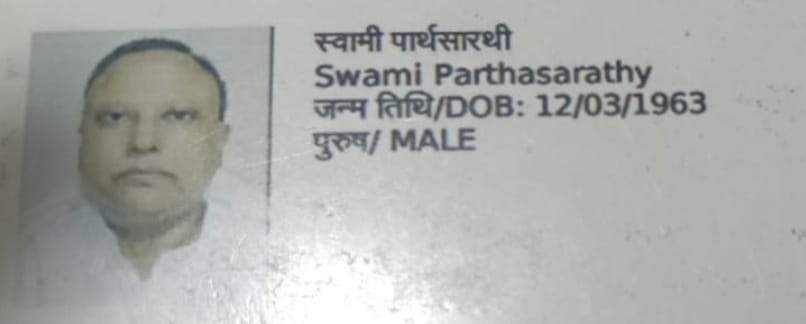 स्वामी पार्थसारथी
Swami Parthasarathy
जन्म तिथि/DOB: 12/03/1963
पुरुष/ MALE